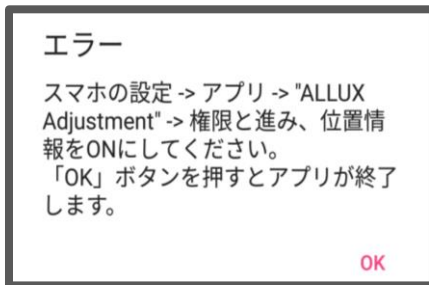 エラー
スマホの設定 -> アプリ -> "ALLUX
Adjustment" -> 権限と進み、位置情
報をONにしてください。
「OK」ボタンを押すとアプリが終了
します。
OK